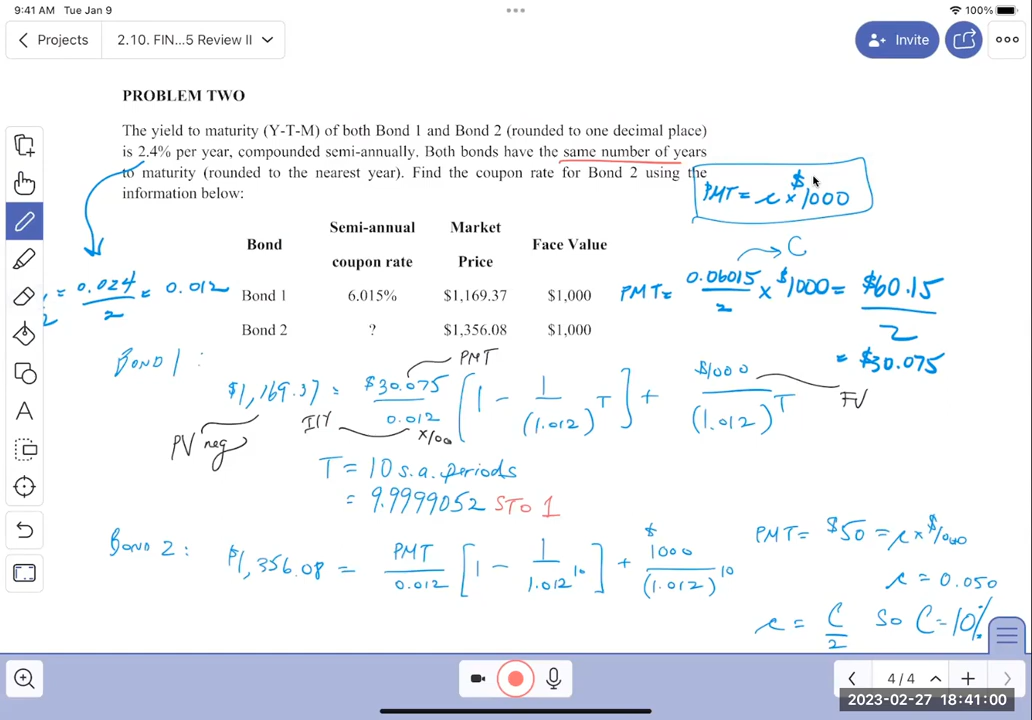 9:41 AM Tue Jan 9
100%
Projects
2.10. FIN...5 Review II
Invite
PROBLEM TWO
The yield to maturity (Y-T-M) of both Bond 1 and Bond 2 (rounded to one decimal place)
is 2.4% per year, compounded semi-annually. Both bonds have the same number of years
to maturity (rounded to the nearest year). Find the coupon rate for Bond 2 using the
information below:
PMT = c x $1000
Bond Semi-annual coupon rate Market Price Face Value
Bond 1 6.015% $1,169.37 $1,000
Bond 2 ? $1,356.08 $1,000
= 0.024 / 2 = 0.012
2
C
PMT = 0.06015 / 2 x $1000 = $60.15 / 2
= $30.075
BOND 1:
PMT
$1,169.37 = $30.075 / 0.012 [1 - 1 / (1.012)^T] + $1000 / (1.012)^T
PV neg
I/Y
x100
FV
T = 10 s.a. periods
= 9.9999052 STO 1
BOND 2: $1,356.08 = PMT / 0.012 [1 - 1 / 1.012^10] + $1000 / (1.012)^10
PMT = $50 = c x $1000
c = 0.050
c = C / 2 so C = 10%
4/4
2023-02-27 18:41:00